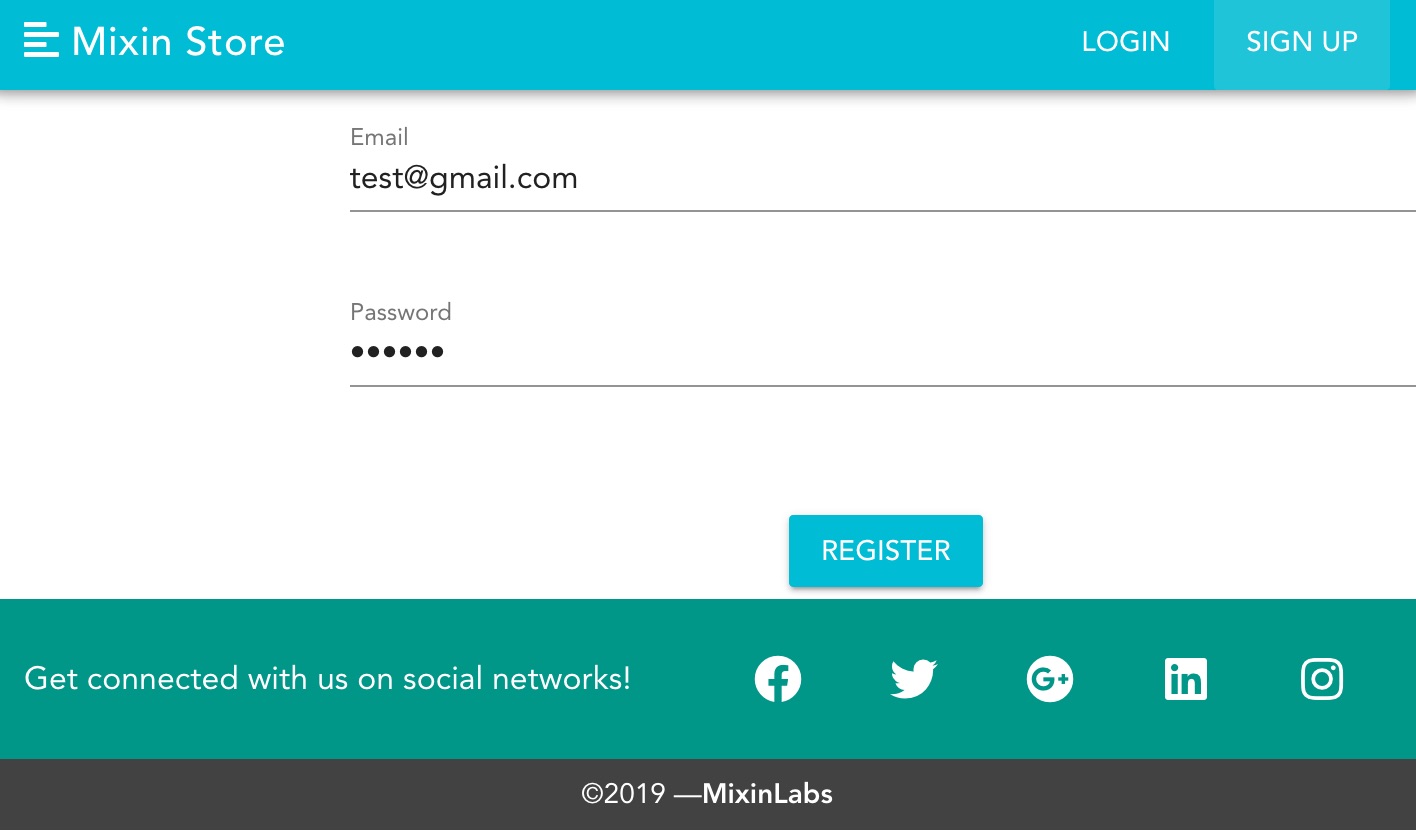 Mixin Store LOGIN SIGN UP
Email
test@gmail.com
Password
••••••
REGISTER
Get connected with us on social networks!
©2019 —MixinLabs